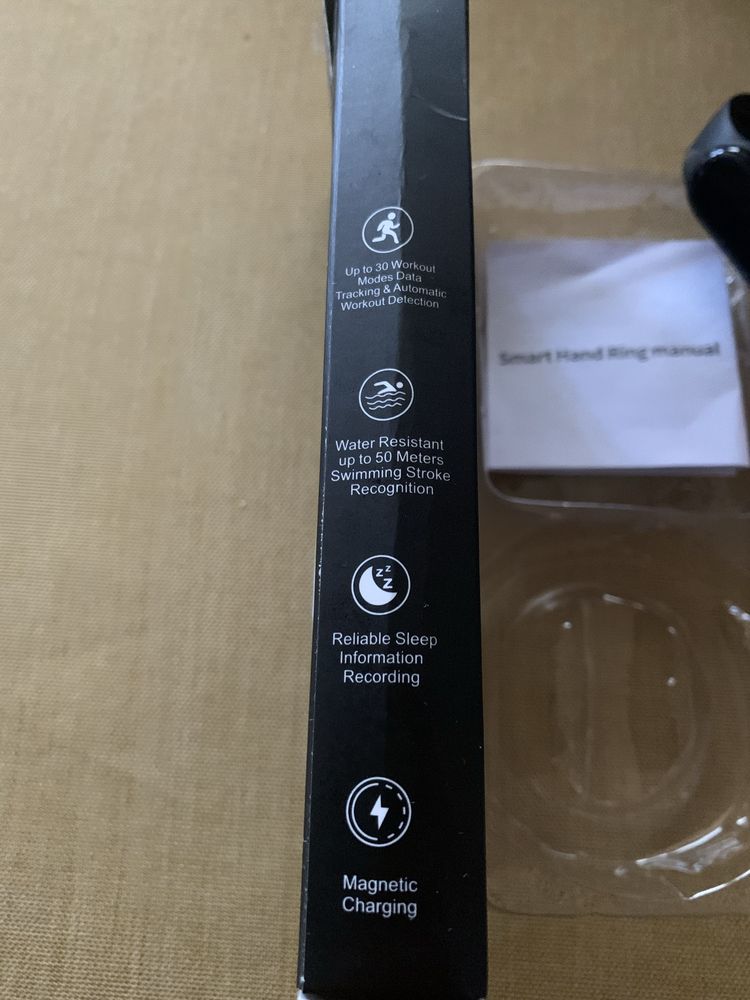 Up to 30 Workout
Modes Data
Tracking & Automatic
Workout Detection
Water Resistant
up to 50 Meters
Swimming Stroke
Recognition
z z
z
Reliable Sleep
Information
Recording
Magnetic
Charging
Smart Hand Ring manual